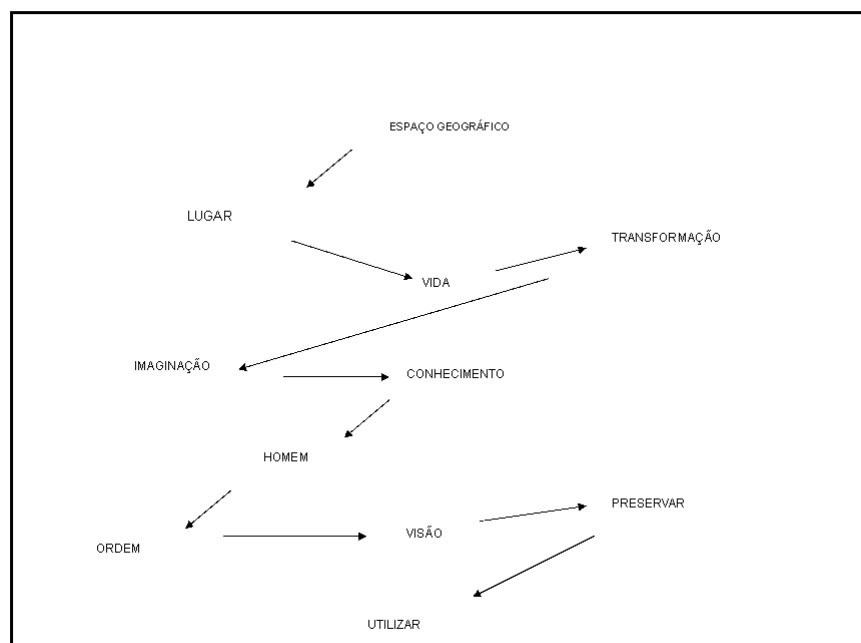 ESPAÇO GEOGRÁFICO
LUGAR
TRANSFORMAÇÃO
VIDA
IMAGINAÇÃO
CONHECIMENTO
HOMEM
PRESERVAR
ORDEM
VISÃO
UTILIZAR